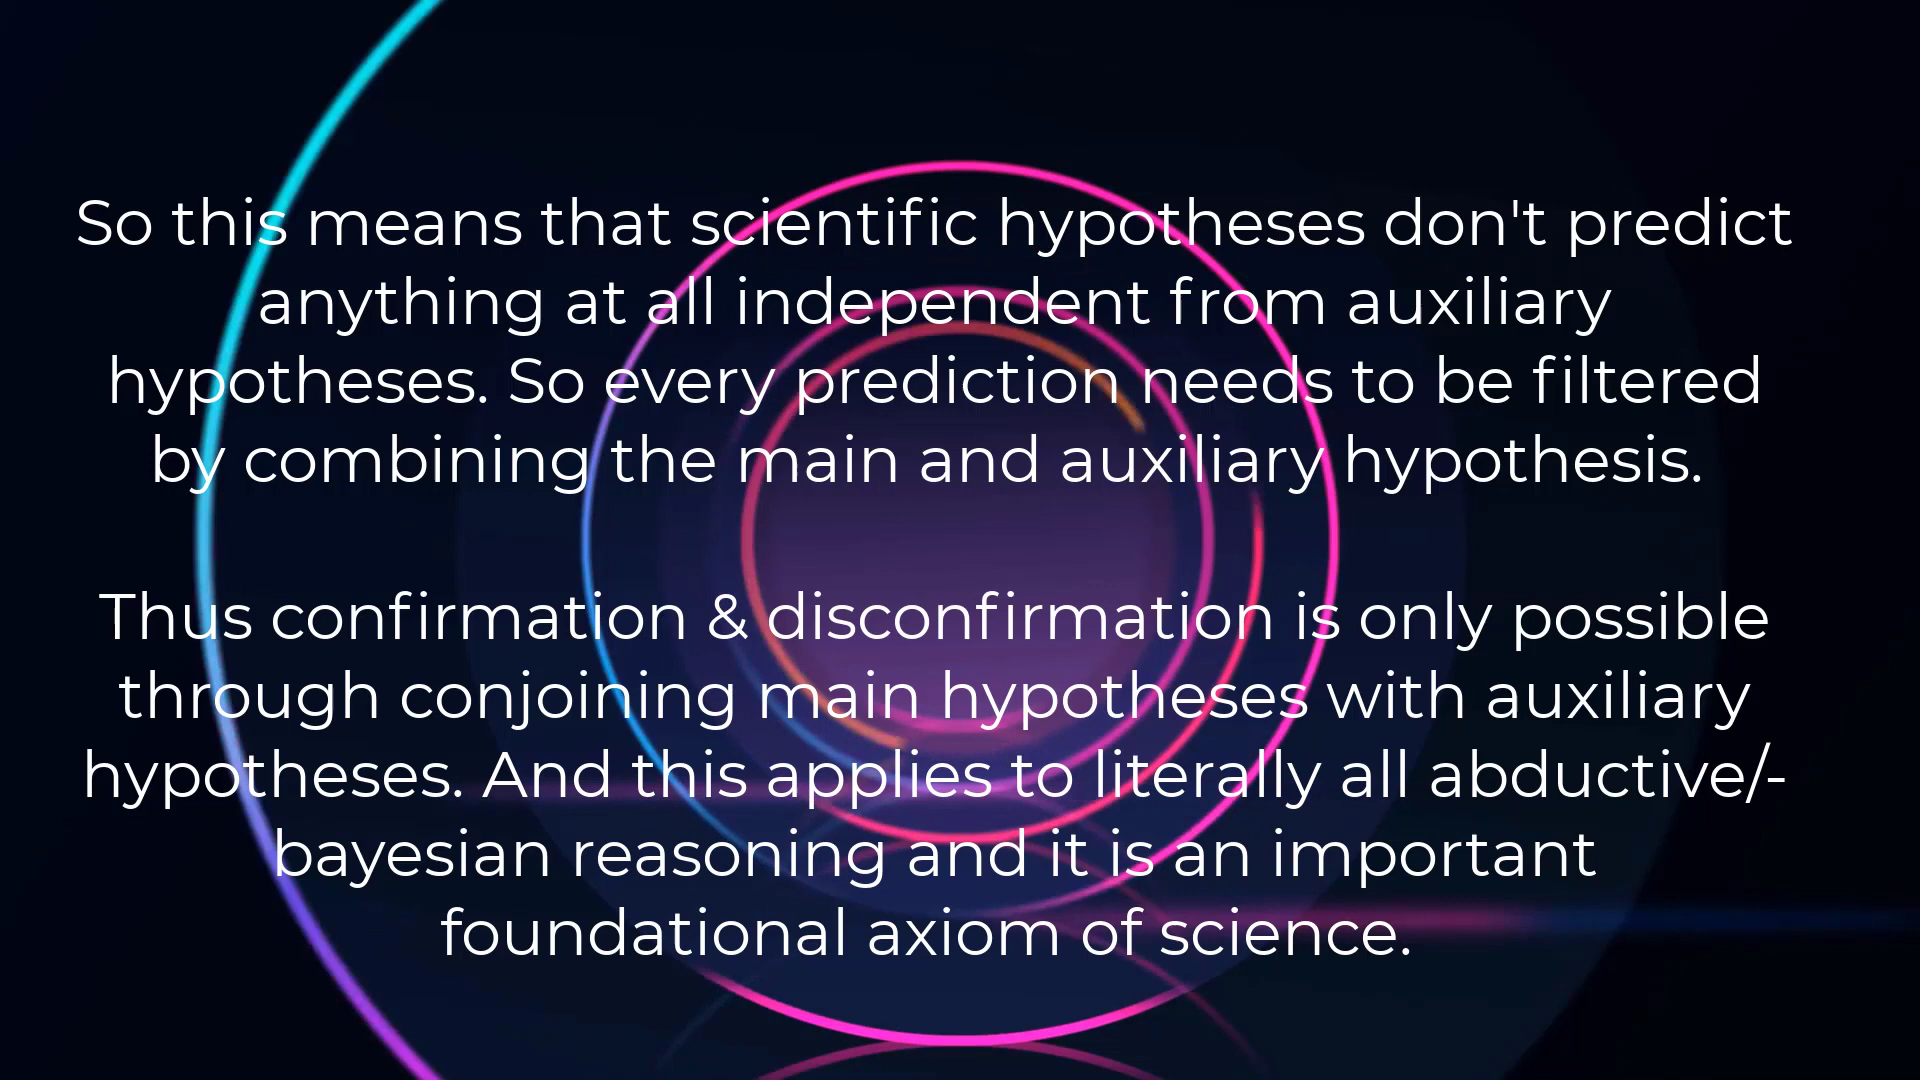 So this means that scientific hypotheses don't predict
anything at all independent from auxiliary
hypotheses. So every prediction needs to be filtered
by combining the main and auxiliary hypothesis.
Thus confirmation & disconfirmation is only possible
through conjoining main hypotheses with auxiliary
hypotheses. And this applies to literally all abductive/-
bayesian reasoning and it is an important
foundational axiom of science.